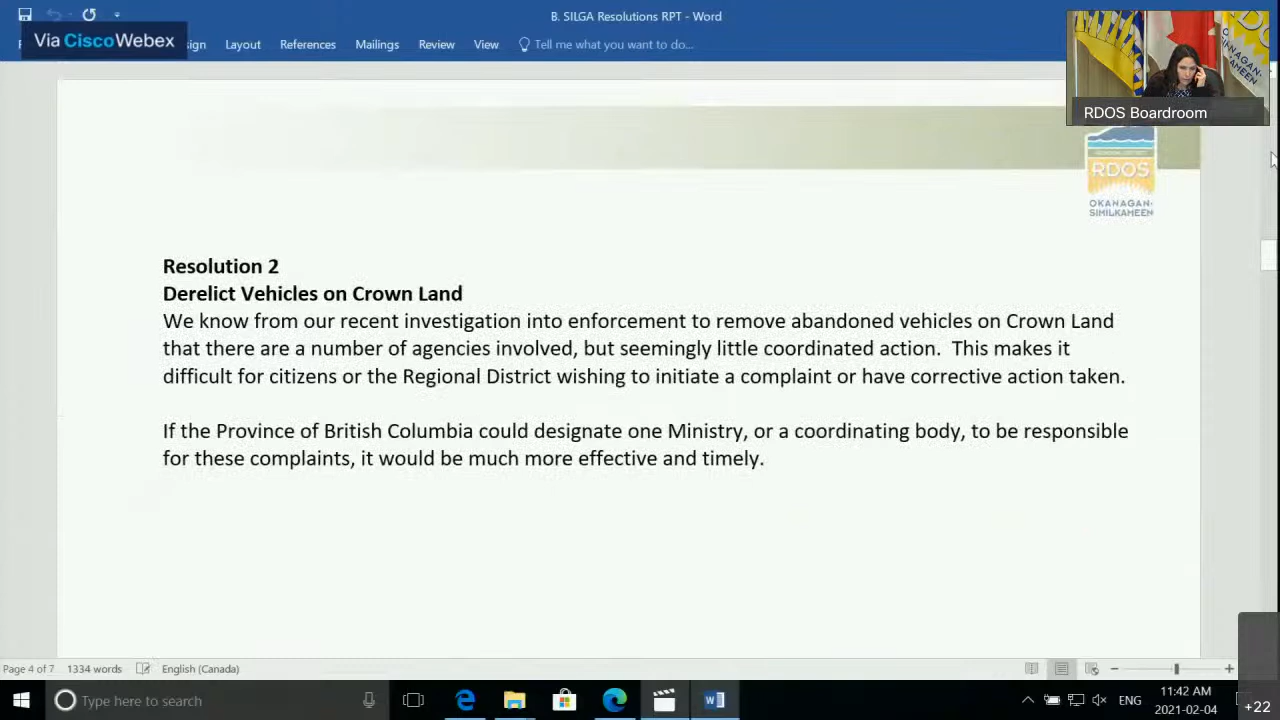 B. SILGA Resolutions RPT - Word
Via CiscoWebex
sign Layout References Mailings Review View Tell me what you want to do...
OKANAGAN-
SIMILKAMEEN
RDOS Boardroom
RDOS
OKANAGAN-
SIMILKAMEEN
Resolution 2
Derelict Vehicles on Crown Land
We know from our recent investigation into enforcement to remove abandoned vehicles on Crown Land
that there are a number of agencies involved, but seemingly little coordinated action. This makes it
difficult for citizens or the Regional District wishing to initiate a complaint or have corrective action taken.
If the Province of British Columbia could designate one Ministry, or a coordinating body, to be responsible
for these complaints, it would be much more effective and timely.
Page 4 of 7 1334 words English (Canada)
Type here to search
ENG
11:42 AM
2021-02-04
+22